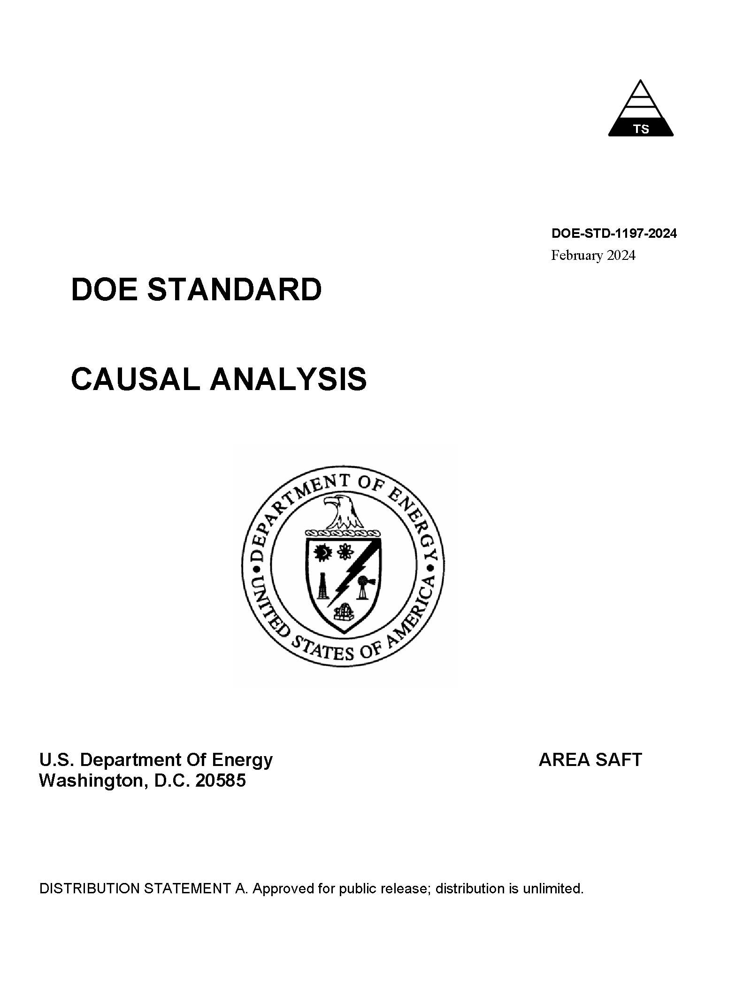 TS
DOE-STD-1197-2024
February 2024
DOE STANDARD
CAUSAL ANALYSIS
DEPARTMENT OF ENERGY
UNITED STATES OF AMERICA
U.S. Department Of Energy
AREA SAFT
Washington, D.C. 20585
DISTRIBUTION STATEMENT A. Approved for public release; distribution is unlimited.